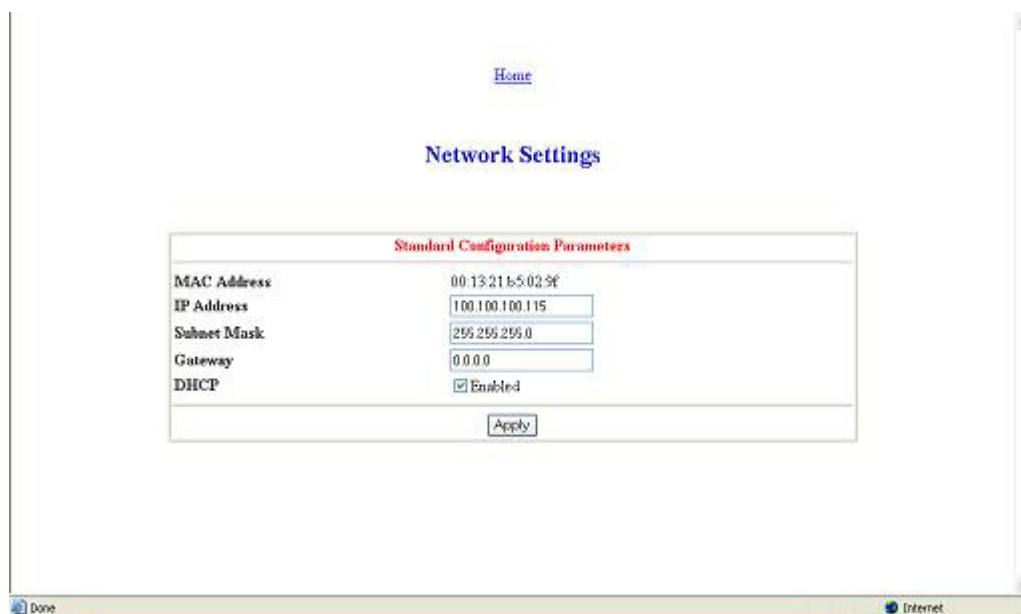 Home
Network Settings
Standard Configuration Parameters
MAC Address 00:13:21:b5:02:9f
IP Address 100.100.100.115
Subnet Mask 255.255.255.0
Gateway 0.0.0.0
DHCP Enabled
Apply
Done Internet